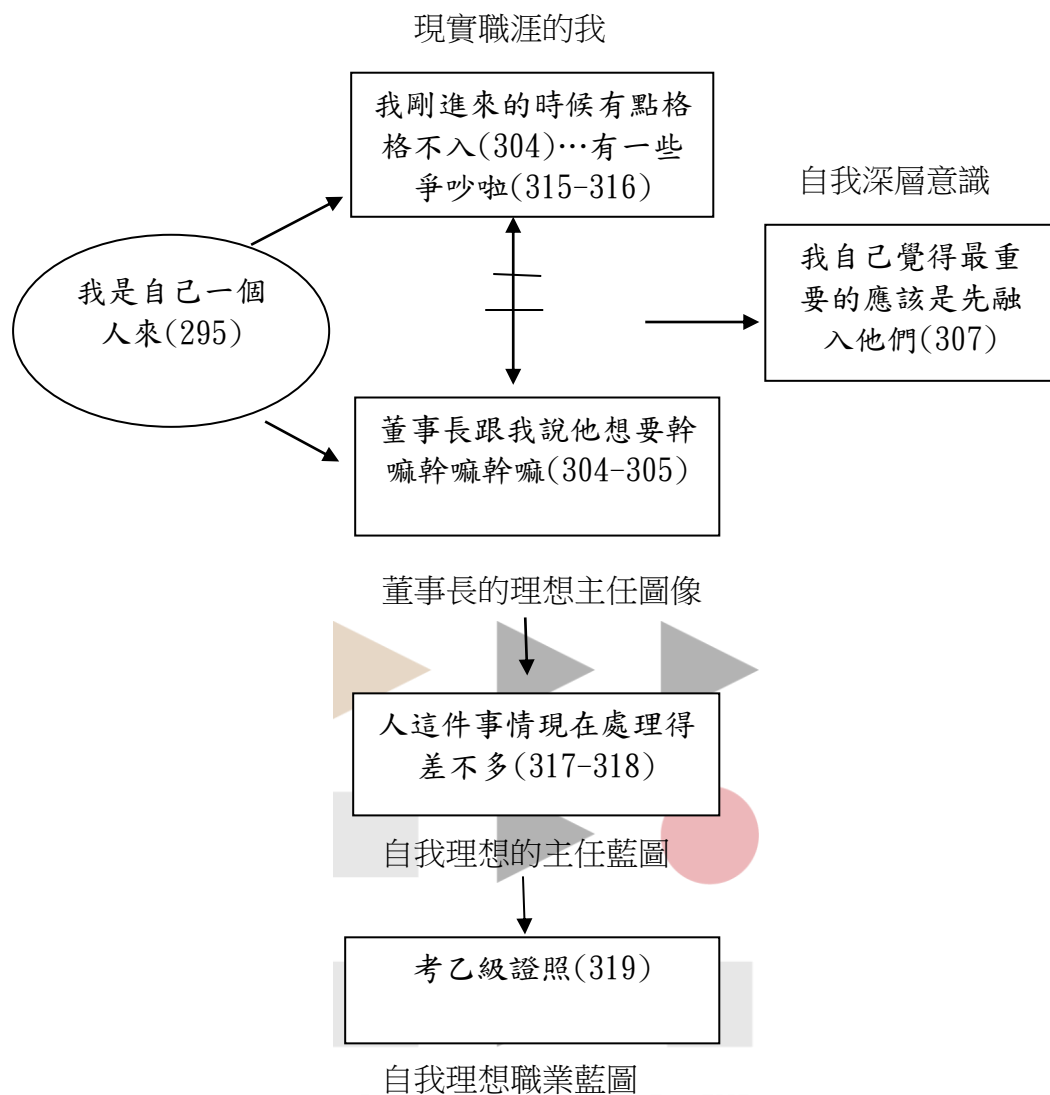 現實職涯的我
我剛進來的時候有點格
格不入(304)⋯有一些
爭吵啦(315-316)
自我深層意識
我自己覺得最重
要的應該是先融
入他們(307)
我是自己一個
人來(295)
董事長跟我說他想要幹
嘛幹嘛幹嘛(304-305)
董事長的理想主任圖像
人這件事情現在處理得
差不多(317-318)
自我理想的主任藍圖
考乙級證照(319)
自我理想職業藍圖